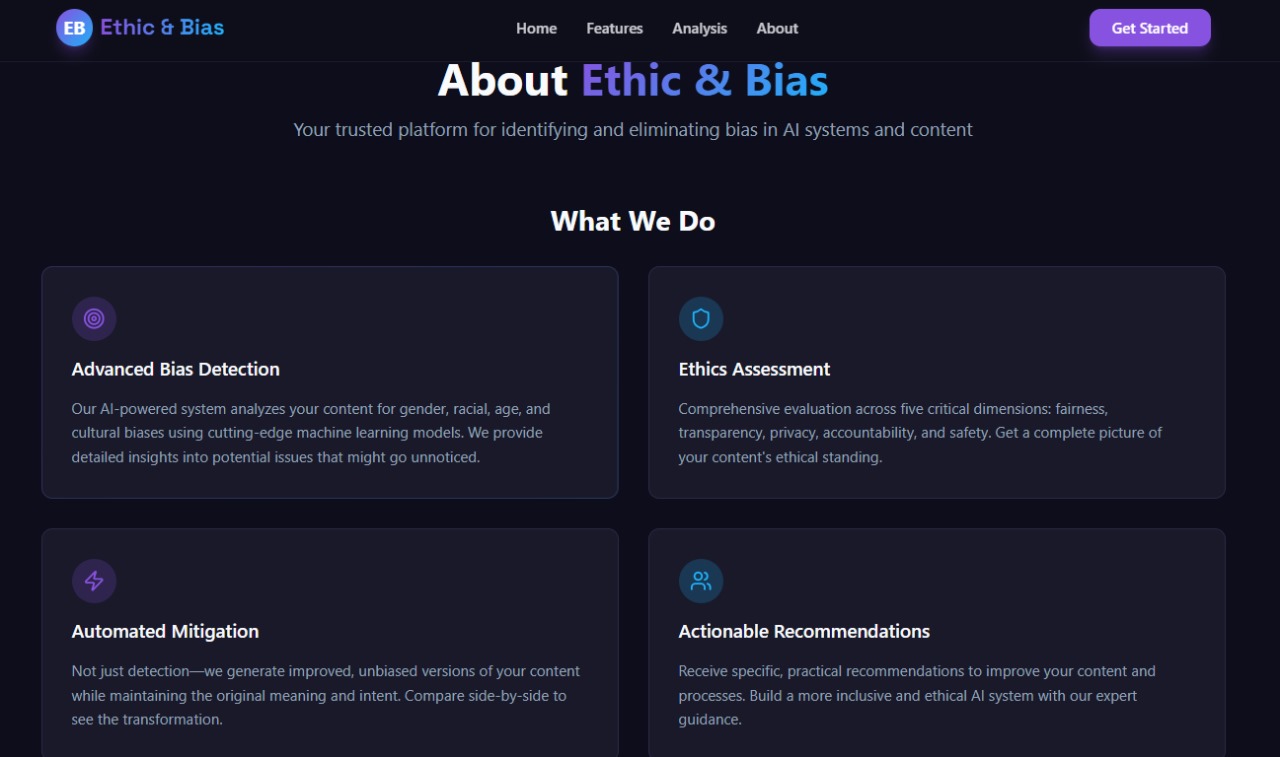 EB Ethic & Bias
Home Features Analysis About
Get Started
About Ethic & Bias
Your trusted platform for identifying and eliminating bias in AI systems and content
What We Do
Advanced Bias Detection
Our AI-powered system analyzes your content for gender, racial, age, and
cultural biases using cutting-edge machine learning models. We provide
detailed insights into potential issues that might go unnoticed.
Ethics Assessment
Comprehensive evaluation across five critical dimensions: fairness,
transparency, privacy, accountability, and safety. Get a complete picture of
your content's ethical standing.
Automated Mitigation
Not just detection—we generate improved, unbiased versions of your content
while maintaining the original meaning and intent. Compare side-by-side to
see the transformation.
Actionable Recommendations
Receive specific, practical recommendations to improve your content and
processes. Build a more inclusive and ethical AI system with our expert
guidance.